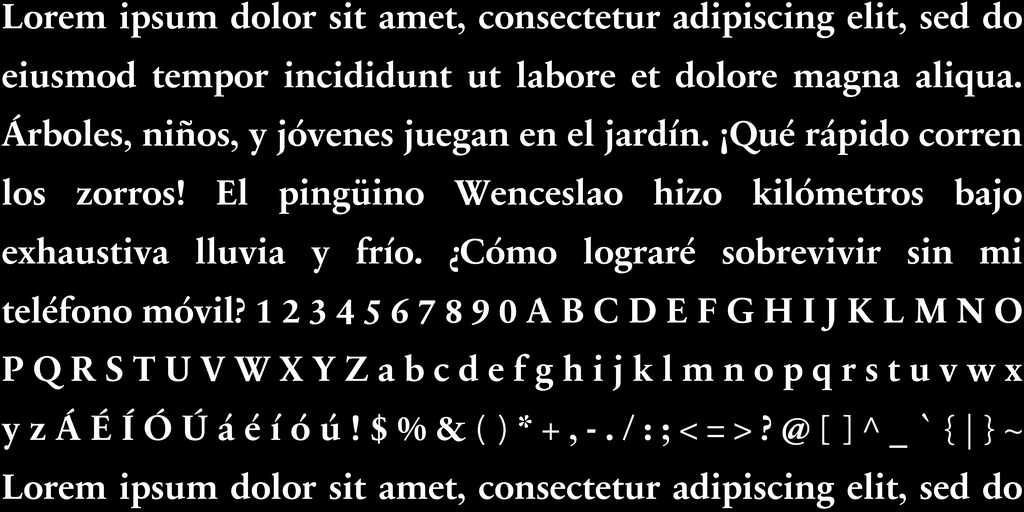 Lorem ipsum dolor sit amet, consectetur adipiscing elit, sed do
eiusmod tempor incididunt ut labore et dolore magna aliqua.
Árboles, niños, y jóvenes juegan en el jardín. ¡Qué rápido corren
los zorros! El pingüino Wenceslao hizo kilómetros bajo
exhaustiva lluvia y frío. ¿Cómo lograré sobrevivir sin mi
teléfono móvil? 1 2 3 4 5 6 7 8 9 0 A B C D E F G H I J K L M N O
P Q R S T U V W X Y Z a b c d e f g h i j k l m n o p q r s t u v w x
y z Á É Í Ó Ú á é í ó ú ! $ % & ( ) * + , - . / : ; < = > ? @ [ ] ^ _ ` { | } ~
Lorem ipsum dolor sit amet, consectetur adipiscing elit, sed do